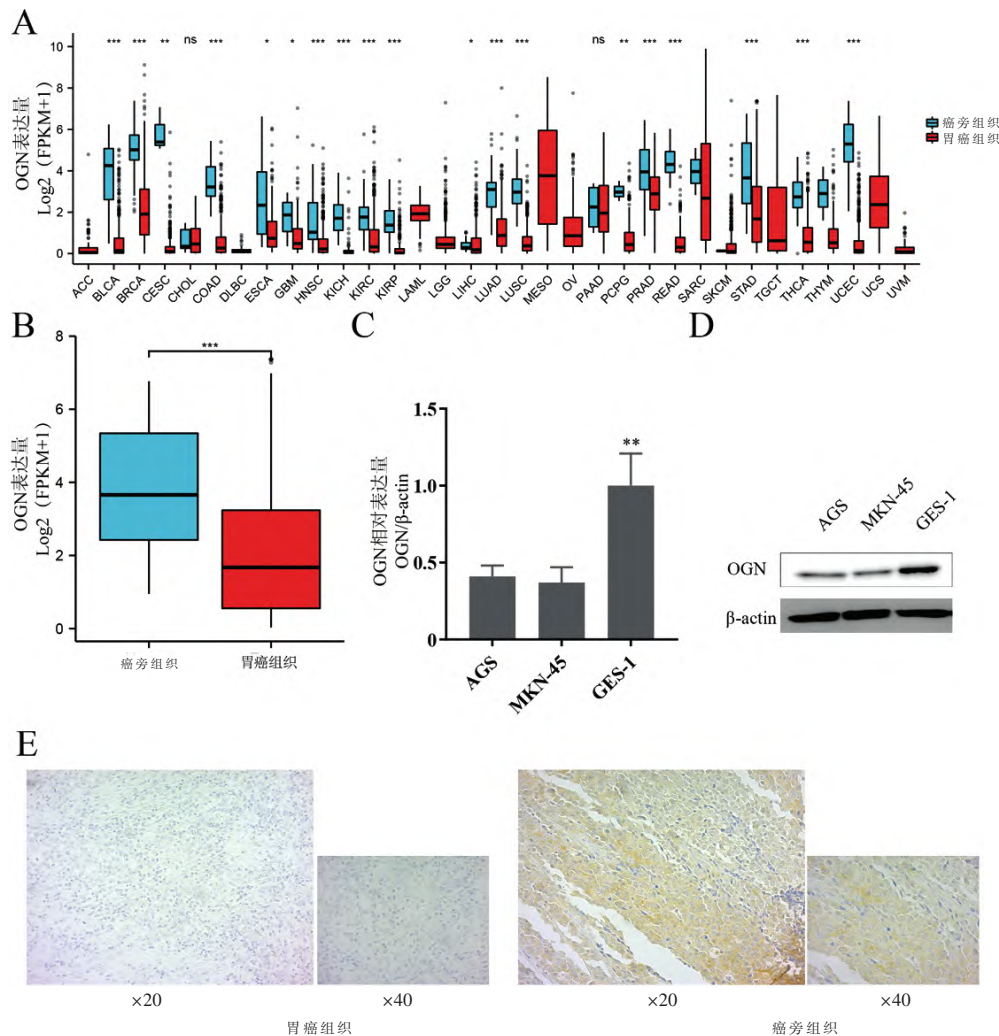 A
OGN表达量
Log2（FPKM+1）
10
8
6
4
2
0
*** *** ** ns *** * * *** *** *** *** * *** *** ns ** *** *** *** *** ***
癌旁组织
胃癌组织
ACC BLCA BRCA CESC CHOL COAD DLBC ESCA GBM HNSC KICH KIRC KIRP LAML LGG LIHC LUAD LUSC MESO OV PAAD PCPG PRAD READ SARC SKCM STAD TGCT THCA THYM UCEC UCS UVM
B
OGN表达量
Log2（FPKM+1）
8
6
4
2
0
***
癌旁组织 胃癌组织
C
OGN相对表达量
OGN/β-actin
1.5
1.0
0.5
0
**
AGS MKN-45 GES-1
D
AGS MKN-45 GES-1
OGN
β-actin
E
×20 ×40 ×20 ×40
胃癌组织 癌旁组织